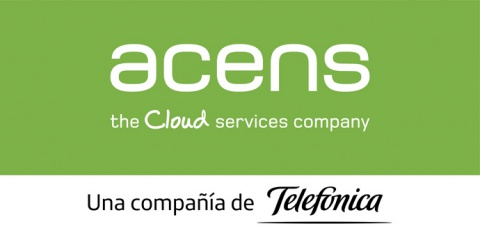 acens
the Cloud services company
Una compañía de Telefónica